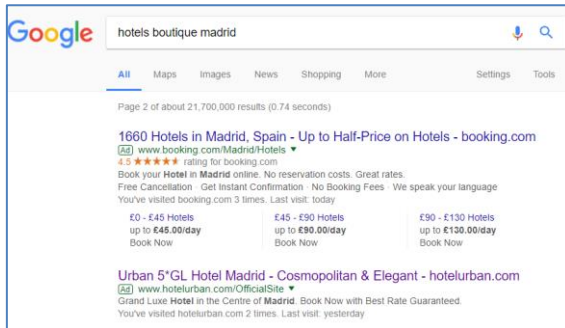 Google
hotels boutique madrid
All Maps Images News Shopping More Settings Tools
Page 2 of about 21,700,000 results (0.74 seconds)
1660 Hotels in Madrid, Spain - Up to Half-Price on Hotels - booking.com
Ad www.booking.com/Madrid/Hotels
4.5 ★★★★★ rating for booking.com
Book your Hotel in Madrid online. No reservation costs. Great rates.
Free Cancellation · Get Instant Confirmation · No Booking Fees · We speak your language
You've visited booking.com 3 times. Last visit: today
£0 - £45 Hotels £45 - £90 Hotels £90 - £130 Hotels
up to £45.00/day up to £90.00/day up to £130.00/day
Book Now Book Now Book Now
Urban 5*GL Hotel Madrid - Cosmopolitan & Elegant - hotelurban.com
Ad www.hotelurban.com/OfficialSite
Grand Luxe Hotel in the Centre of Madrid. Book Now with Best Rate Guaranteed.
You've visited hotelurban.com 2 times. Last visit: yesterday